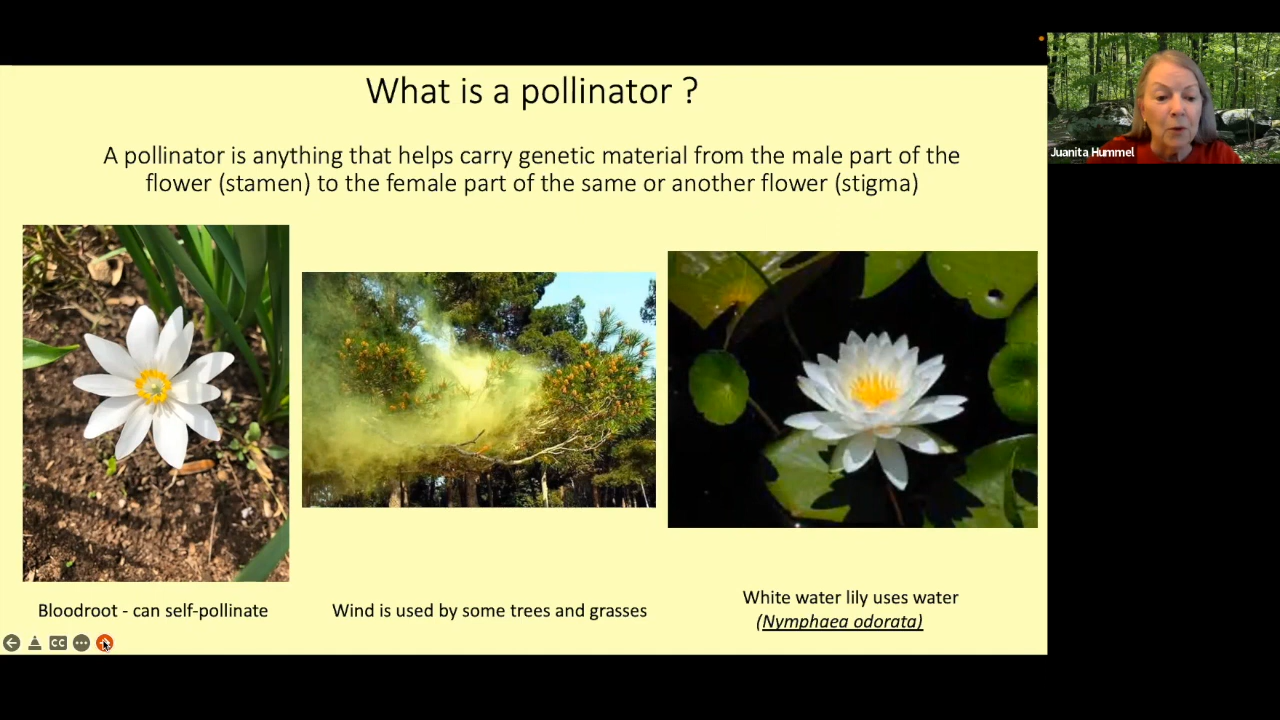 What is a pollinator ?
A pollinator is anything that helps carry genetic material from the male part of the
flower (stamen) to the female part of the same or another flower (stigma)
Bloodroot - can self-pollinate
Wind is used by some trees and grasses
White water lily uses water
(Nymphaea odorata)
CC
Juanita Hummel